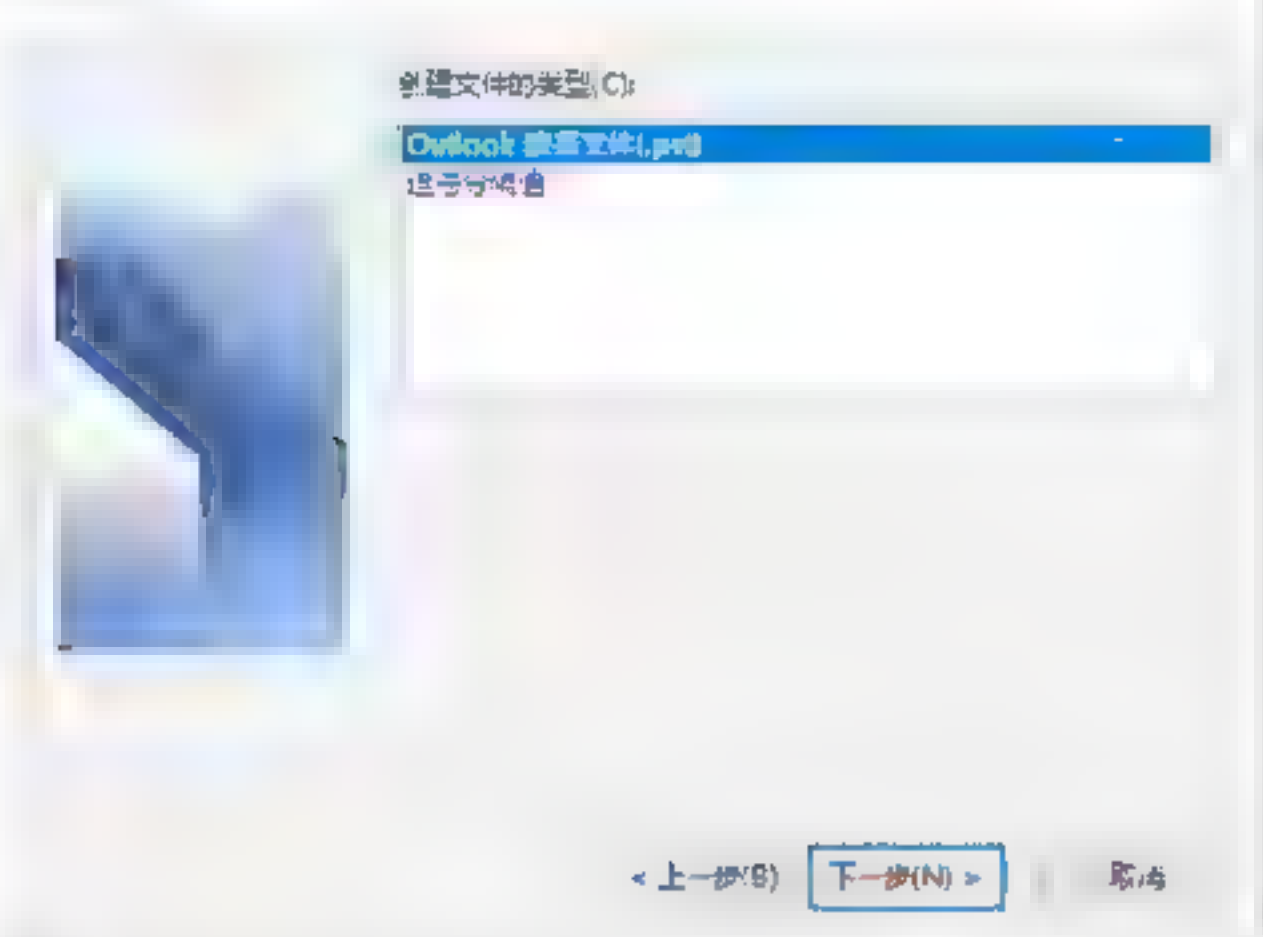 创建文件的类型(C):
Outlook 数据文件(.pst)
逗号分隔值
< 上一步(B)
下一步(N) >
取消